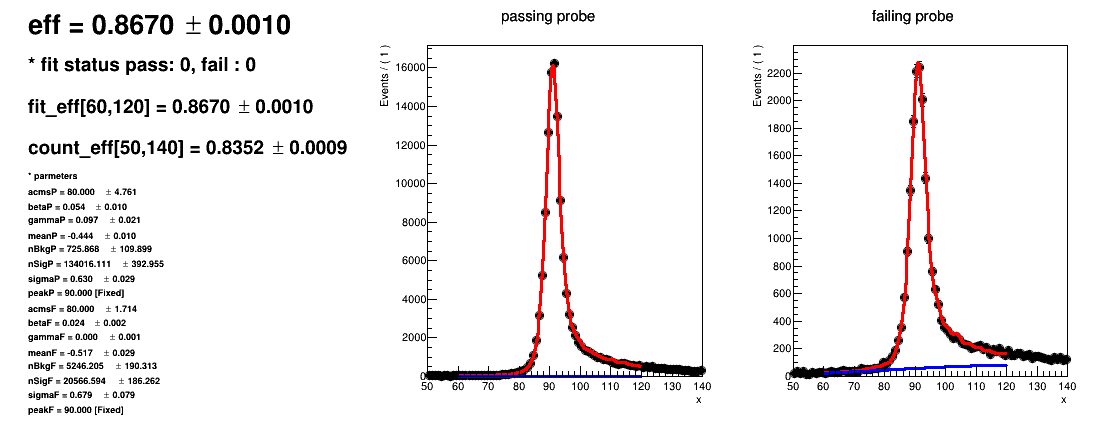 eff = 0.8670 ± 0.0010
* fit status pass: 0, fail : 0
fit_eff[60,120] = 0.8670 ± 0.0010
count_eff[50,140] = 0.8352 ± 0.0009
* parmeters
acmsP = 80.000 ± 4.761
betaP = 0.054 ± 0.010
gammaP = 0.097 ± 0.021
meanP = -0.444 ± 0.010
nBkgP = 725.868 ± 109.899
nSigP = 134016.111 ± 392.955
sigmaP = 0.630 ± 0.029
peakP = 90.000 [Fixed]
acmsF = 80.000 ± 1.714
betaF = 0.024 ± 0.002
gammaF = 0.000 ± 0.001
meanF = -0.517 ± 0.029
nBkgF = 5246.205 ± 190.313
nSigF = 20566.594 ± 186.262
sigmaF = 0.679 ± 0.079
peakF = 90.000 [Fixed]
passing probe
Events / ( 1 )
16000
14000
12000
10000
8000
6000
4000
2000
0
50 60 70 80 90 100 110 120 130 140
x
failing probe
Events / ( 1 )
2200
2000
1800
1600
1400
1200
1000
800
600
400
200
0
50 60 70 80 90 100 110 120 130 140
x